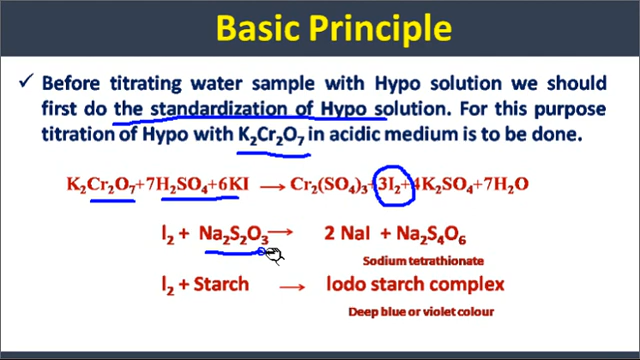 Basic Principle
✓ Before titrating water sample with Hypo solution we should
first do the standardization of Hypo solution. For this purpose
titration of Hypo with K₂Cr₂O₇ in acidic medium is to be done.
K₂Cr₂O₇+7H₂SO₄+6KI ⟶ Cr₂(SO₄)₃+3I₂+4K₂SO₄+7H₂O
I₂ + Na₂S₂O₃ ⟶ 2 NaI + Na₂S₄O₆
Sodium tetrathionate
I₂ + Starch ⟶ Iodo starch complex
Deep blue or violet colour